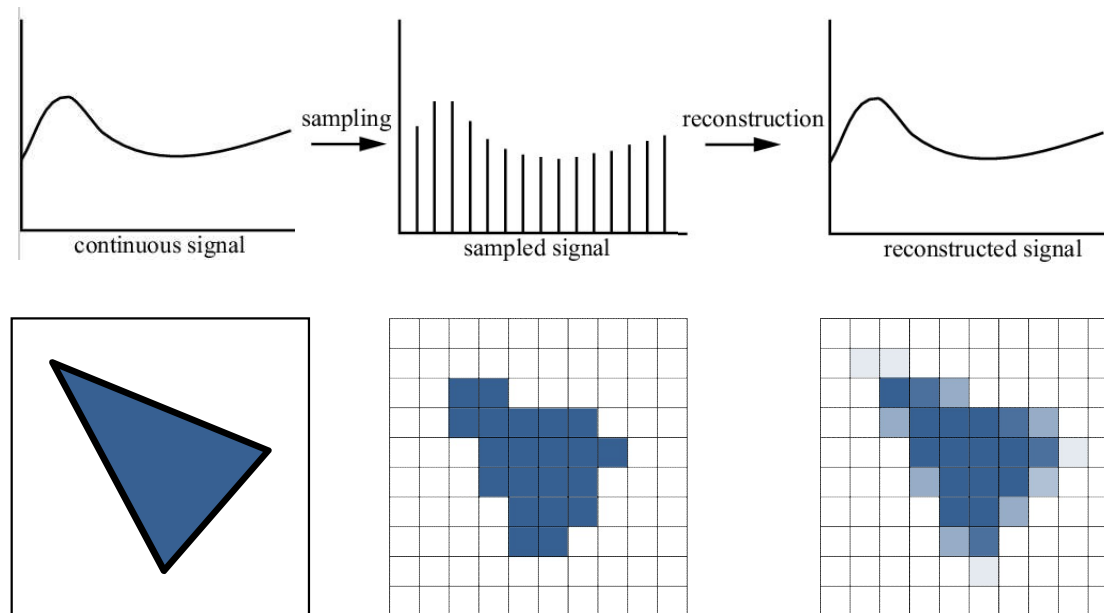 sampling
reconstruction
continuous signal
sampled signal
reconstructed signal